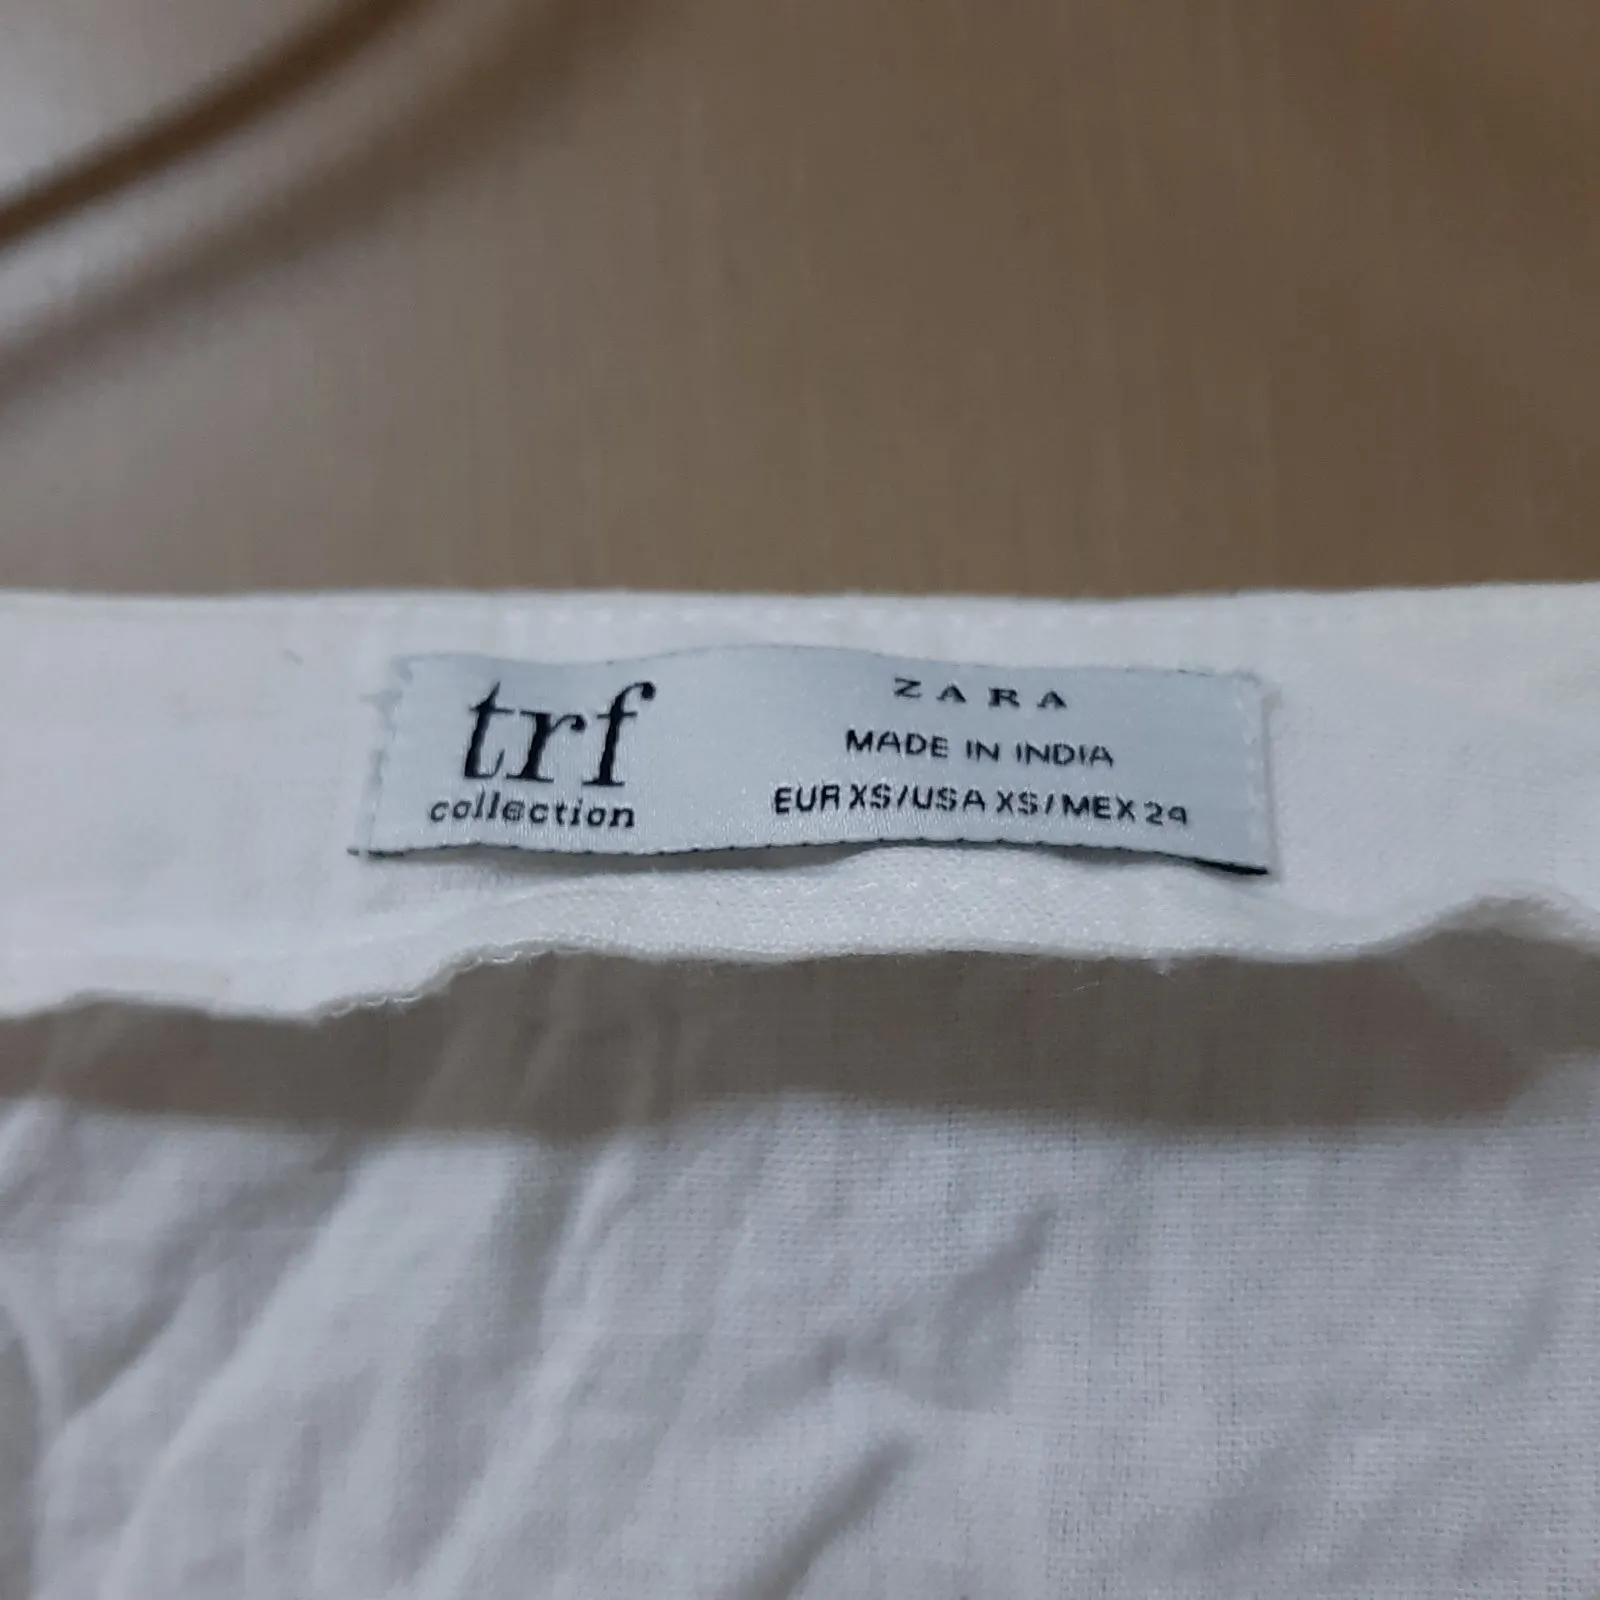 trf
collection
ZARA
MADE IN INDIA
EUR XS/USA XS/MEX 24